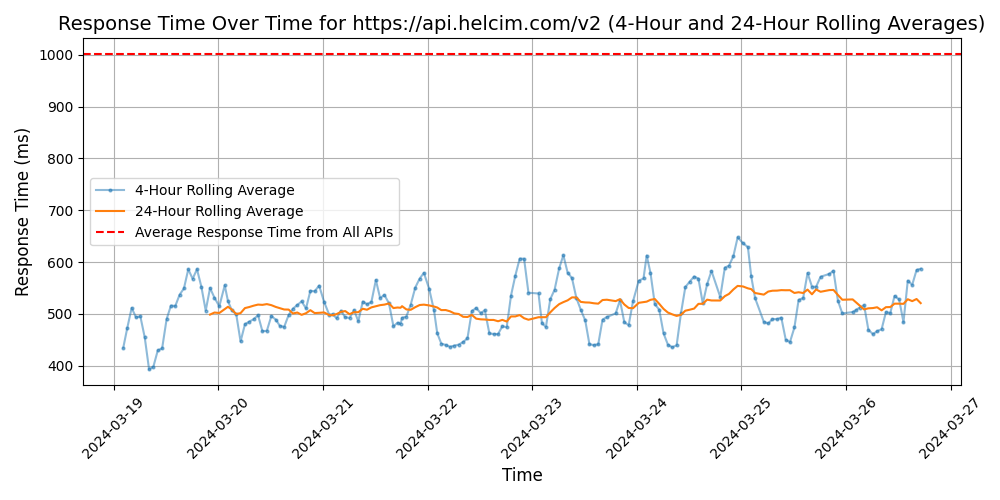 Response Time Over Time for https://api.helcim.com/v2 (4-Hour and 24-Hour Rolling Averages)
Response Time (ms)
1000
900
800
700
600
500
400
4-Hour Rolling Average
24-Hour Rolling Average
Average Response Time from All APIs
2024-03-19
2024-03-20
2024-03-21
2024-03-22
2024-03-23
2024-03-24
2024-03-25
2024-03-26
2024-03-27
Time